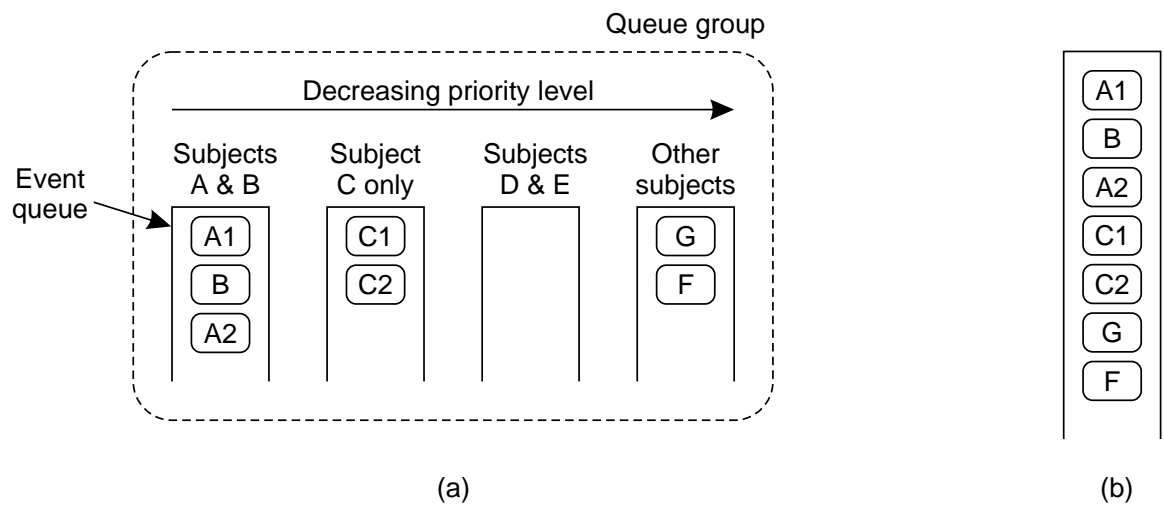 Queue group
Decreasing priority level
Subjects
A & B
Subject
C only
Subjects
D & E
Other
subjects
Event
queue
A1
B
A2
C1
C2
G
F
(a)
A1
B
A2
C1
C2
G
F
(b)